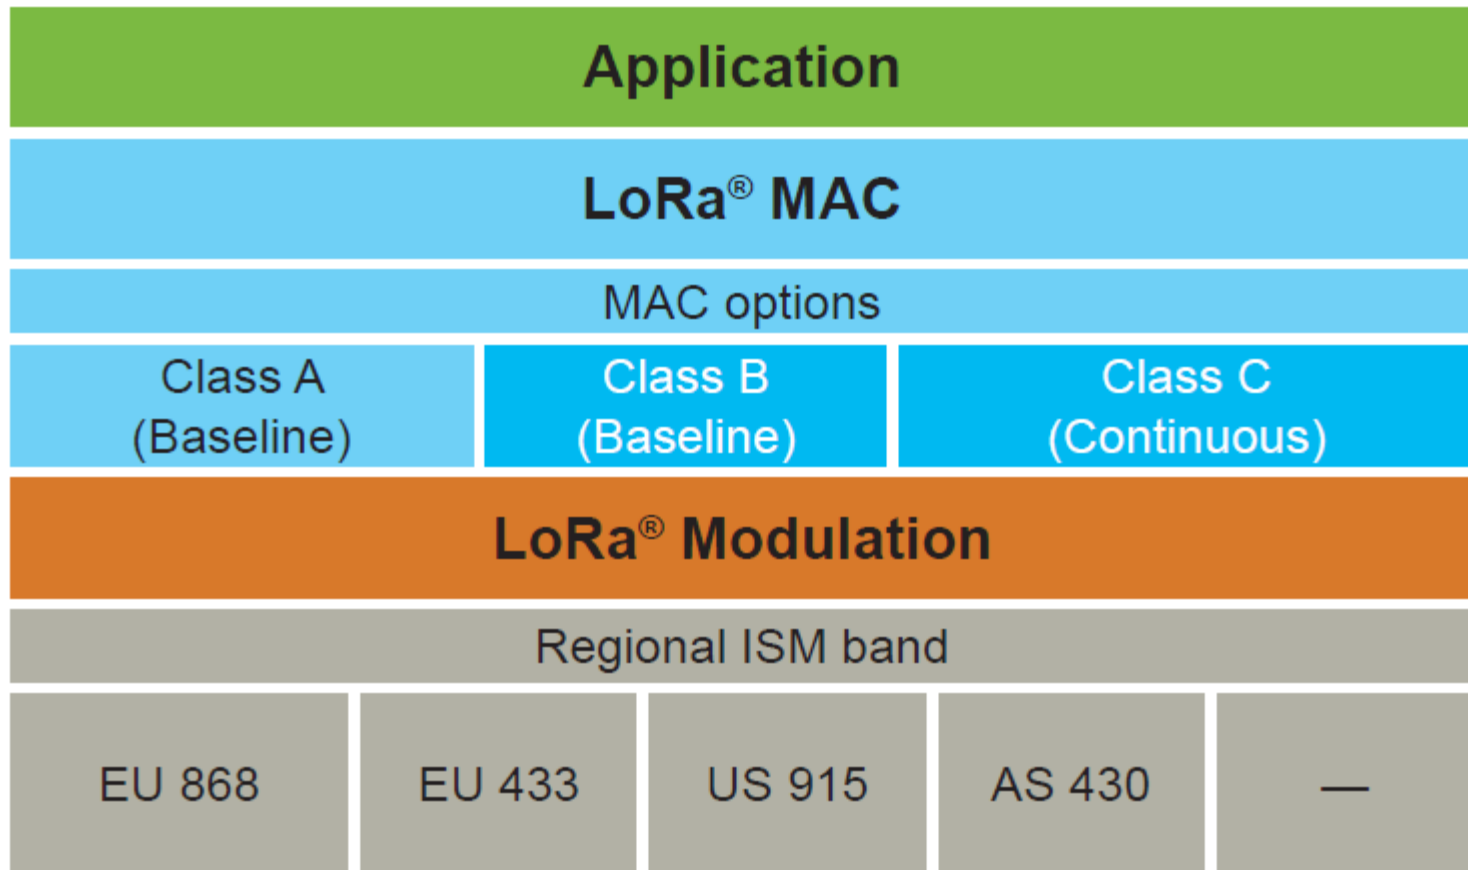 Application
LoRa® MAC
MAC options
Class A
(Baseline)
Class B
(Baseline)
Class C
(Continuous)
LoRa® Modulation
Regional ISM band
EU 868
EU 433
US 915
AS 430
—